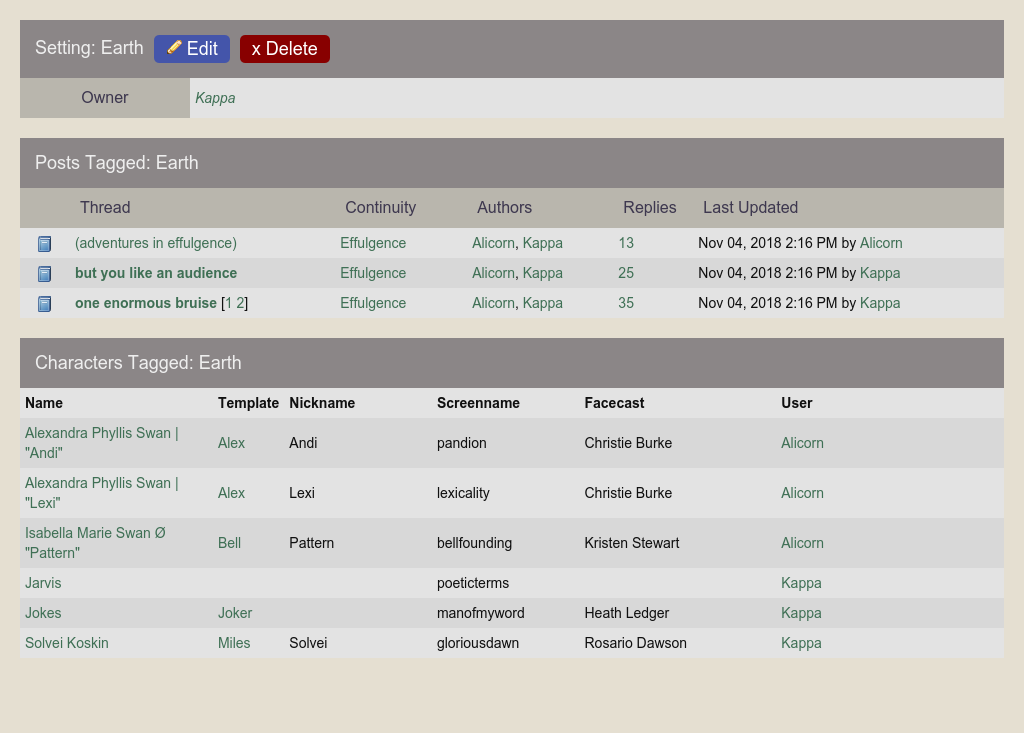 Setting: Earth Edit x Delete
Owner Kappa
Posts Tagged: Earth
Thread Continuity Authors Replies Last Updated
(adventures in effulgence) Effulgence Alicorn, Kappa 13 Nov 04, 2018 2:16 PM by Alicorn
but you like an audience Effulgence Alicorn, Kappa 25 Nov 04, 2018 2:16 PM by Kappa
one enormous bruise [1 2] Effulgence Alicorn, Kappa 35 Nov 04, 2018 2:16 PM by Kappa
Characters Tagged: Earth
Name Template Nickname Screenname Facecast User
Alexandra Phyllis Swan |
"Andi" Alex Andi pandion Christie Burke Alicorn
Alexandra Phyllis Swan |
"Lexi" Alex Lexi lexicality Christie Burke Alicorn
Isabella Marie Swan Ø
"Pattern" Bell Pattern bellfounding Kristen Stewart Alicorn
Jarvis poeticterms Kappa
Jokes Joker manofmyword Heath Ledger Kappa
Solvei Koskin Miles Solvei gloriousdawn Rosario Dawson Kappa